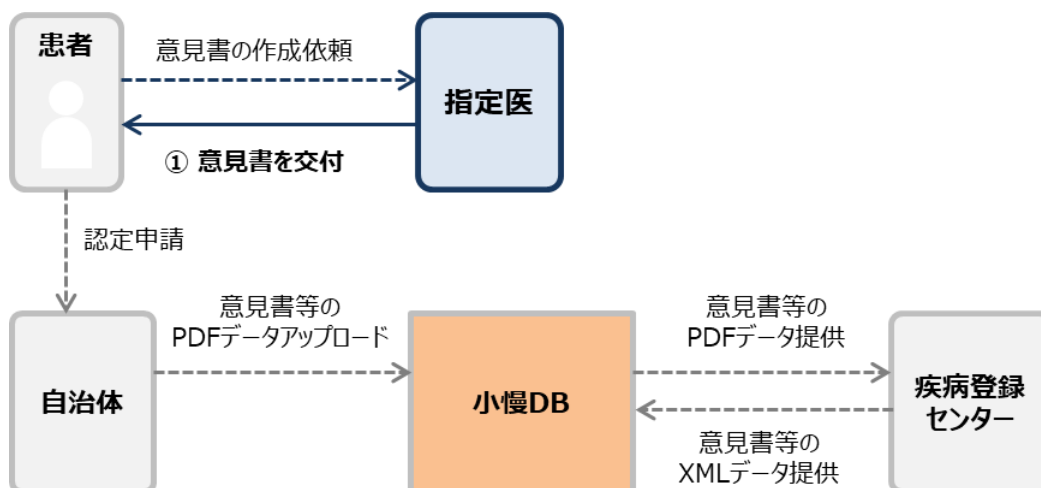 患者
意見書の作成依頼
指定医
① 意見書を交付
認定申請
意見書等の
PDFデータアップロード
意見書等の
PDFデータ提供
自治体
小慢DB
疾病登録
センター
意見書等の
XMLデータ提供